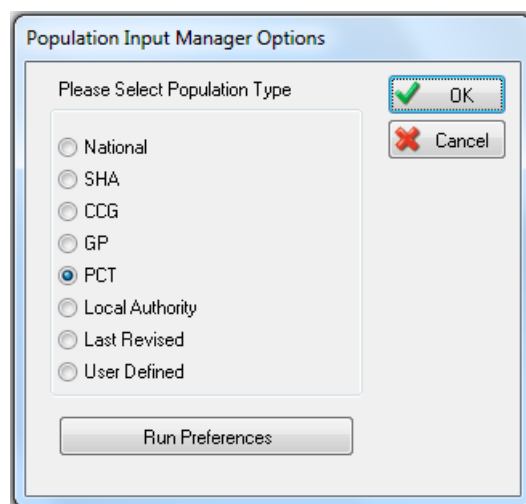 Population Input Manager Options
Please Select Population Type
OK
Cancel
National
SHA
CCG
GP
PCT
Local Authority
Last Revised
User Defined
Run Preferences